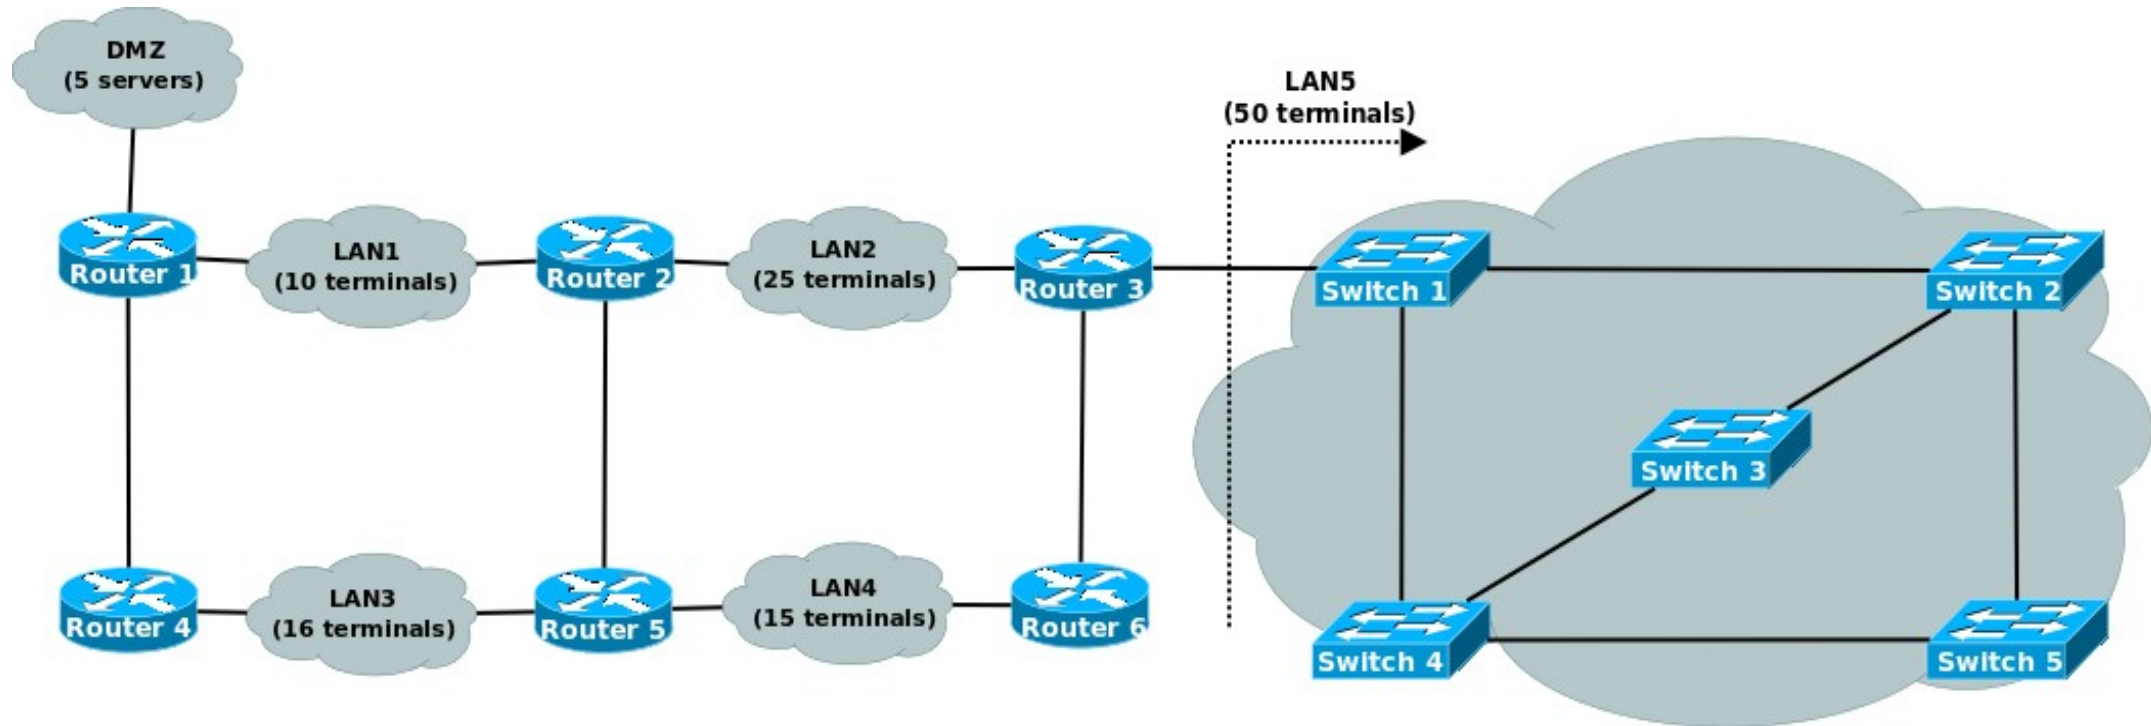 DMZ
(5 servers)
LAN5
(50 terminals)
Router 1
LAN1
(10 terminals)
Router 2
LAN2
(25 terminals)
Router 3
Switch 1
Switch 2
Switch 3
Router 4
LAN3
(16 terminals)
Router 5
LAN4
(15 terminals)
Router 6
Switch 4
Switch 5